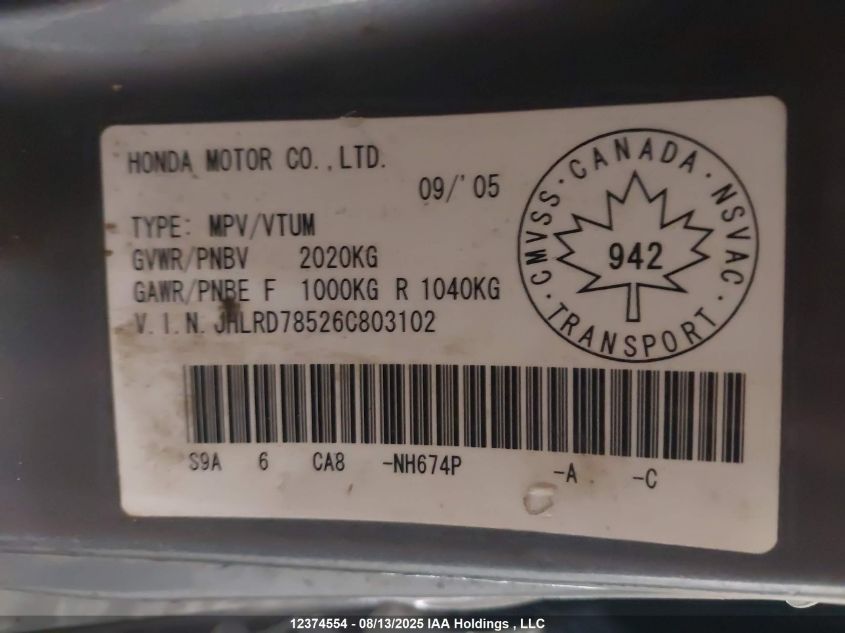 HONDA MOTOR CO.,LTD.
09/'05
TYPE: MPV/VTUM
GVWR/PNBV 2020KG
GAWR/PNBE F 1000KG R 1040KG
V.I.N.JHLRD78526C803102
CMVSS · CANADA · NSVAC · TRANSPORT ·
942
S9A 6 CA8 -NH674P -A -C
12374554 - 08/13/2025 IAA Holdings , LLC